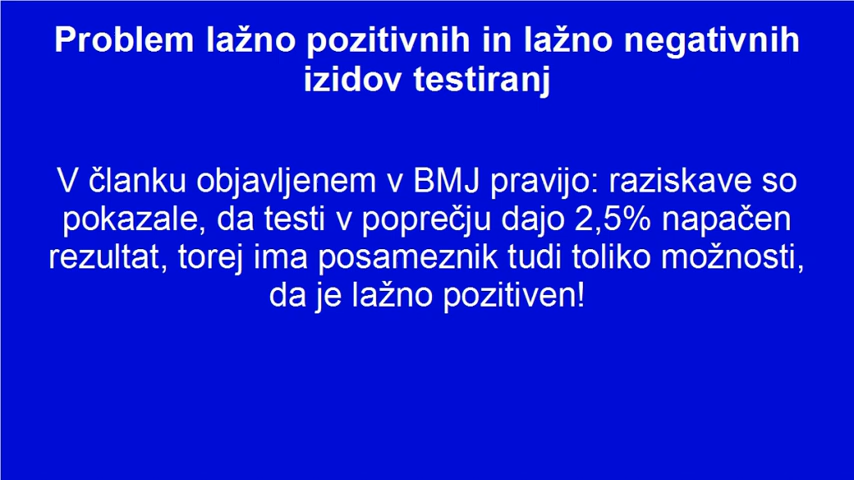 Problem lažno pozitivnih in lažno negativnih
izidov testiranj
V članku objavljenem v BMJ pravijo: raziskave so
pokazale, da testi v poprečju dajo 2,5% napačen
rezultat, torej ima posameznik tudi toliko možnosti,
da je lažno pozitiven!